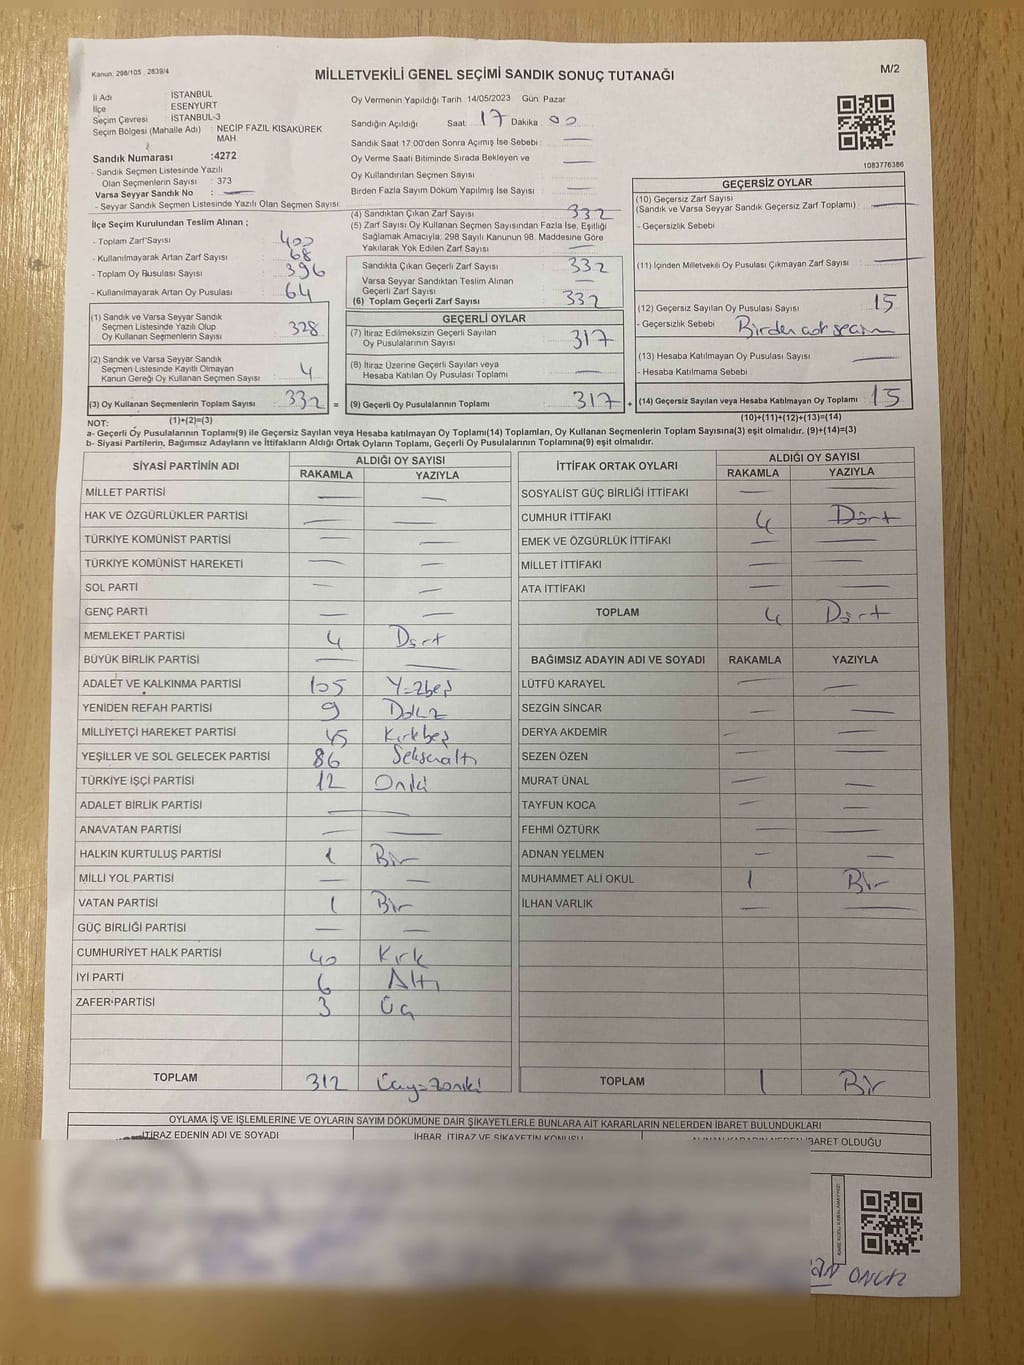 Kanun: 298/105 , 2839/4
MİLLETVEKİLİ GENEL SEÇİMİ SANDIK SONUÇ TUTANAĞI
M/2
İl Adı : İSTANBUL
İlçe : ESENYURT
Seçim Çevresi : İSTANBUL-3
Seçim Bölgesi (Mahalle Adı) : NECİP FAZIL KISAKÜREK MAH
Sandık Numarası :4272
- Sandık Seçmen Listesinde Yazılı
Olan Seçmenlerin Sayısı : 373
Varsa Seyyar Sandık No : —
- Seyyar Sandık Seçmen Listesinde Yazılı Olan Seçmen Sayısı:
Oy Vermenin Yapıldığı Tarih :14/05/2023 Gün: Pazar
Sandığın Açıldığı Saat: 17 Dakika: 00
Sandık Saat 17:00'den Sonra Açımış İse Sebebi : —
Oy Verme Saati Bitiminde Sırada Bekleyen ve —
Oy Kullandırılan Seçmen Sayısı :
Birden Fazla Sayım Döküm Yapılmış İse Sayısı : —
1083776386
İlçe Seçim Kurulundan Teslim Alınan ;
- Toplam Zarf Sayısı : 400
- Kullanılmayarak Artan Zarf Sayısı : 68
- Toplam Oy Pusulası Sayısı : 396
- Kullanılmayarak Artan Oy Pusulası : 64
(1) Sandık ve Varsa Seyyar Sandık
Seçmen Listesinde Yazılı Olup
Oy Kullanan Seçmenlerin Sayısı : 328
(2) Sandık ve Varsa Seyyar Sandık
Seçmen Listesinde Kayıtlı Olmayan
Kanun Gereği Oy Kullanan Seçmen Sayısı : 4
(3) Oy Kullanan Seçmenlerin Toplam Sayısı : 332 =
(4) Sandıktan Çıkan Zarf Sayısı : 332
(5) Zarf Sayısı Oy Kullanan Seçmen Sayısından Fazla İse, Eşitliği
Sağlamak Amacıyla; 298 Sayılı Kanunun 98. Maddesine Göre
Yakılarak Yok Edilen Zarf Sayısı : —
Sandıkta Çıkan Geçerli Zarf Sayısı : 332
Varsa Seyyar Sandıktan Teslim Alınan —
Geçerli Zarf Sayısı :
(6) Toplam Geçerli Zarf Sayısı : 332
GEÇERLİ OYLAR
(7) İtiraz Edilmeksizin Geçerli Sayılan
Oy Pusulalarının Sayısı : 317
(8) İtiraz Üzerine Geçerli Sayılan veya
Hesaba Katılan Oy Pusulası Toplamı : —
(9) Geçerli Oy Pusulalarının Toplamı : 317 +
GEÇERSİZ OYLAR
(10) Geçersiz Zarf Sayısı
(Sandık ve Varsa Seyyar Sandık Geçersiz Zarf Toplamı) : —
- Geçersizlik Sebebi :
(11) İçinden Milletvekili Oy Pusulası Çıkmayan Zarf Sayısı : —
(12) Geçersiz Sayılan Oy Pusulası Sayısı : 15
- Geçersizlik Sebebi :
(13) Hesaba Katılmayan Oy Pusulası Sayısı : —
- Hesaba Katılmama Sebebi :
(14) Geçersiz Sayılan veya Hesaba Katılmayan Oy Toplamı : 15
NOT: (1)+(2)=(3) (10)+(11)+(12)+(13)=(14)
a- Geçerli Oy Pusulalarının Toplamı(9) ile Geçersiz Sayılan veya Hesaba katılmayan Oy Toplamı(14) Toplamları, Oy Kullanan Seçmenlerin Toplam Sayısına(3) eşit olmalıdır. (9)+(14)=(3)
b- Siyasi Partilerin, Bağımsız Adayların ve İttifakların Aldığı Ortak Oyların Toplamı, Geçerli Oy Pusulalarının Toplamına(9) eşit olmalıdır.
SİYASİ PARTİNİN ADI ALDIĞI OY SAYISI
RAKAMLA YAZIYLA
MİLLET PARTİSİ — —
HAK VE ÖZGÜRLÜKLER PARTİSİ — —
TÜRKİYE KOMÜNİST PARTİSİ — —
TÜRKİYE KOMÜNİST HAREKETİ — —
SOL PARTİ — —
GENÇ PARTİ — —
MEMLEKET PARTİSİ 4 Dört
BÜYÜK BİRLİK PARTİSİ — —
ADALET VE KALKINMA PARTİSİ 105 Yüzbeş
YENİDEN REFAH PARTİSİ 9 Dokuz
MİLLİYETÇİ HAREKET PARTİSİ 45 Kırkbeş
YEŞİLLER VE SOL GELECEK PARTİSİ 86 Seksenaltı
TÜRKİYE İŞÇİ PARTİSİ 12 Oniki
ADALET BİRLİK PARTİSİ —
ANAVATAN PARTİSİ — —
HALKIN KURTULUŞ PARTİSİ 1 Bir
MİLLİ YOL PARTİSİ — —
VATAN PARTİSİ 1 Bir
GÜÇ BİRLİĞİ PARTİSİ — —
CUMHURİYET HALK PARTİSİ 40 Kırk
İYİ PARTİ 6 Altı
ZAFER PARTİSİ 3 Üç
TOPLAM 312 Üçyüzoniki
İTTİFAK ORTAK OYLARI ALDIĞI OY SAYISI
RAKAMLA YAZIYLA
SOSYALİST GÜÇ BİRLİĞİ İTTİFAKI — —
CUMHUR İTTİFAKI 4 Dört
EMEK VE ÖZGÜRLÜK İTTİFAKI — —
MİLLET İTTİFAKI — —
ATA İTTİFAKI — —
TOPLAM 4 Dört
BAĞIMSIZ ADAYIN ADI VE SOYADI RAKAMLA YAZIYLA
LÜTFÜ KARAYEL — —
SEZGİN SİNCAR — —
DERYA AKDEMİR — —
SEZEN ÖZEN — —
MURAT ÜNAL — —
TAYFUN KOCA — —
FEHMİ ÖZTÜRK — —
ADNAN YELMEN — —
MUHAMMET ALİ OKUL 1 Bir
İLHAN VARLIK — —
TOPLAM 1 Bir
OYLAMA İŞ VE İŞLEMLERİNE VE OYLARIN SAYIM DÖKÜMÜNE DAİR ŞİKAYETLERLE BUNLARA AİT KARARLARIN NELERDEN İBARET BULUNDUKLARI
İTİRAZ EDENİN ADI VE SOYADI İHBAR, İTİRAZ VE ŞİKAYETİN KONUSU İBARET OLDUĞU